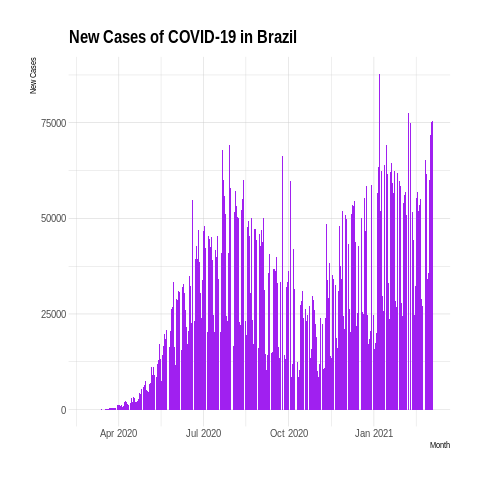 New Cases of COVID-19 in Brazil
New Cases
75000
50000
25000
0
Apr 2020 Jul 2020 Oct 2020 Jan 2021
Month